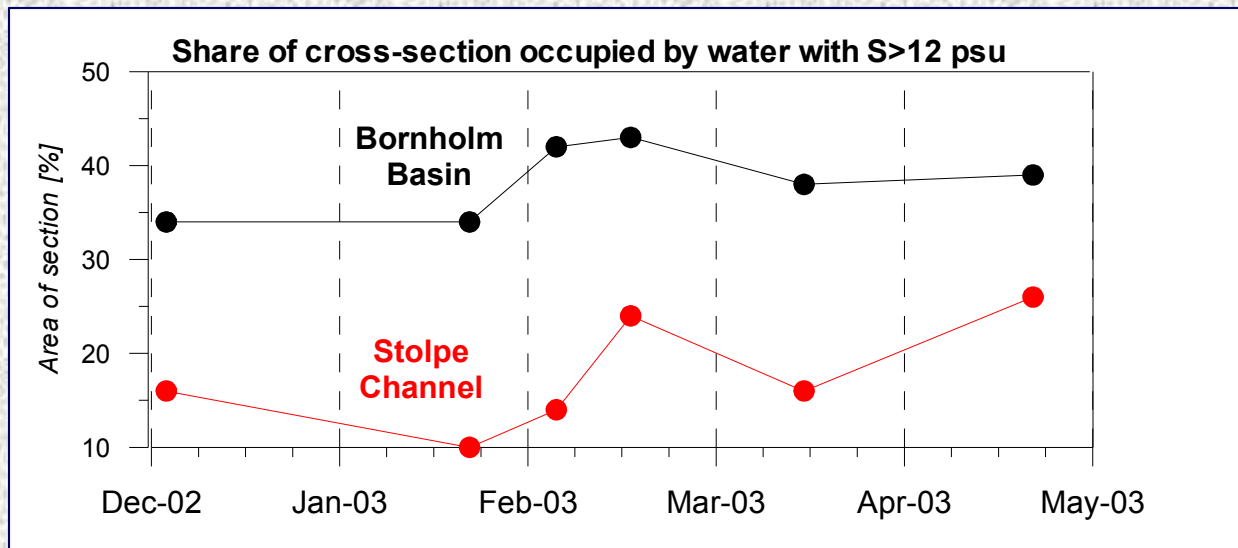 Share of cross-section occupied by water with S>12 psu
50
40
30
20
10
Area of section [%]
Bornholm
Basin
Stolpe
Channel
Dec-02 Jan-03 Feb-03 Mar-03 Apr-03 May-03